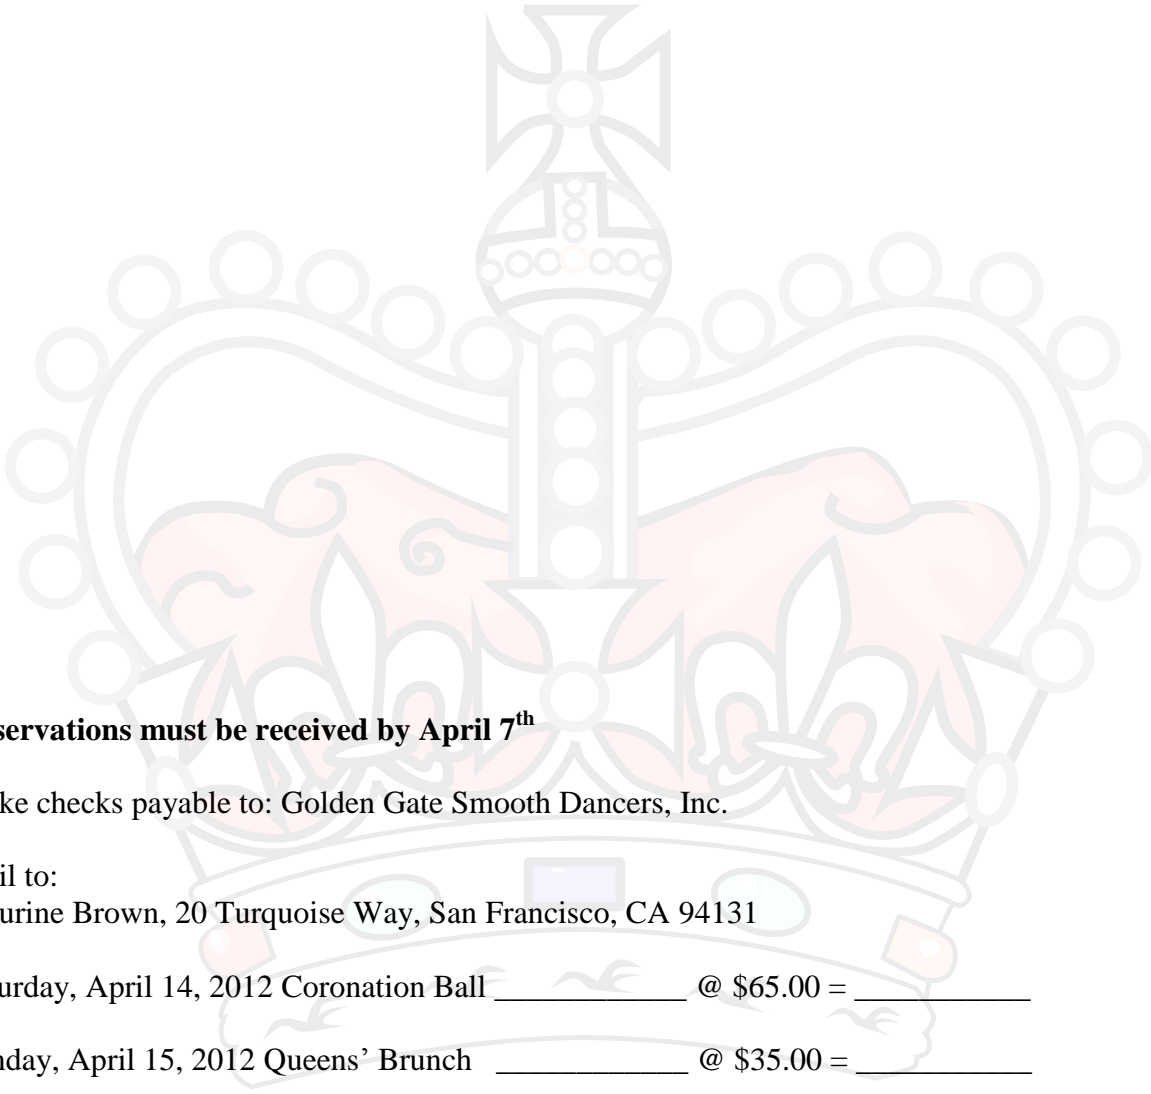 servations must be received by April 7th
ke checks payable to: Golden Gate Smooth Dancers, Inc.
il to:
urine Brown, 20 Turquoise Way, San Francisco, CA 94131
urday, April 14, 2012 Coronation Ball ____________ @ $65.00 = ___________
nday, April 15, 2012 Queens’ Brunch ____________ @ $35.00 = ___________